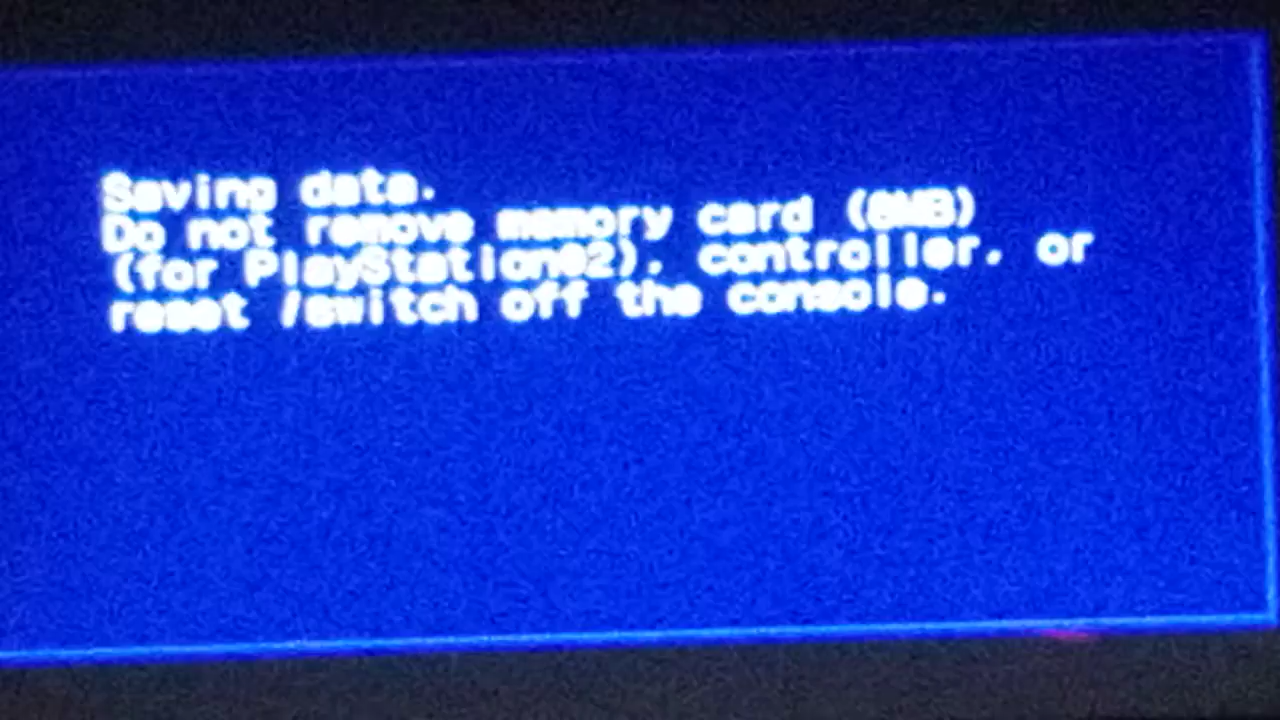 Saving data.
Do not remove memory card (8MB)
(for PlayStation®2), controller, or
reset /switch off the console.